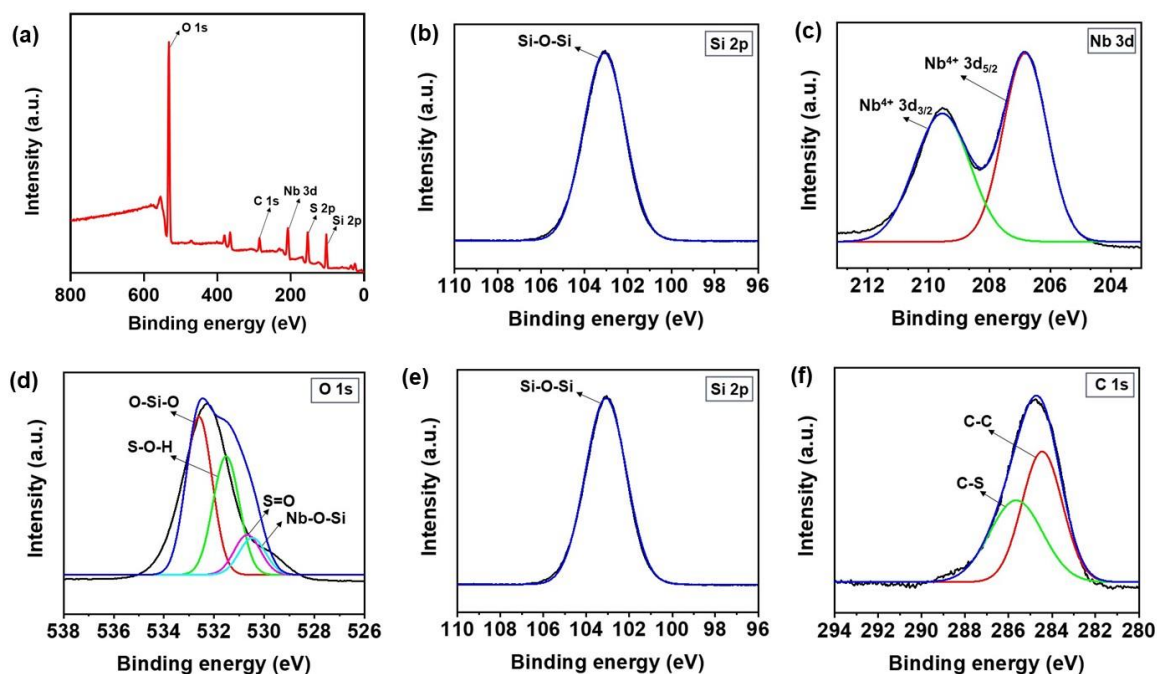 (a)
O 1s
C 1s
Nb 3d
S 2p
Si 2p
Intensity (a.u.)
800 600 400 200 0
Binding energy (eV)
(b)
Si-O-Si
Si 2p
Intensity (a.u.)
110 108 106 104 102 100 98 96
Binding energy (eV)
(c)
Nb 3d
Nb⁴⁺ 3d₅/₂
Nb⁴⁺ 3d₃/₂
Intensity (a.u.)
212 210 208 206 204
Binding energy (eV)
(d)
O 1s
O-Si-O
S-O-H
S=O
Nb-O-Si
Intensity (a.u.)
538 536 534 532 530 528 526
Binding energy (eV)
(e)
Si-O-Si
Si 2p
Intensity (a.u.)
110 108 106 104 102 100 98 96
Binding energy (eV)
(f)
C 1s
C-C
C-S
Intensity (a.u.)
294 292 290 288 286 284 282 280
Binding energy (eV)